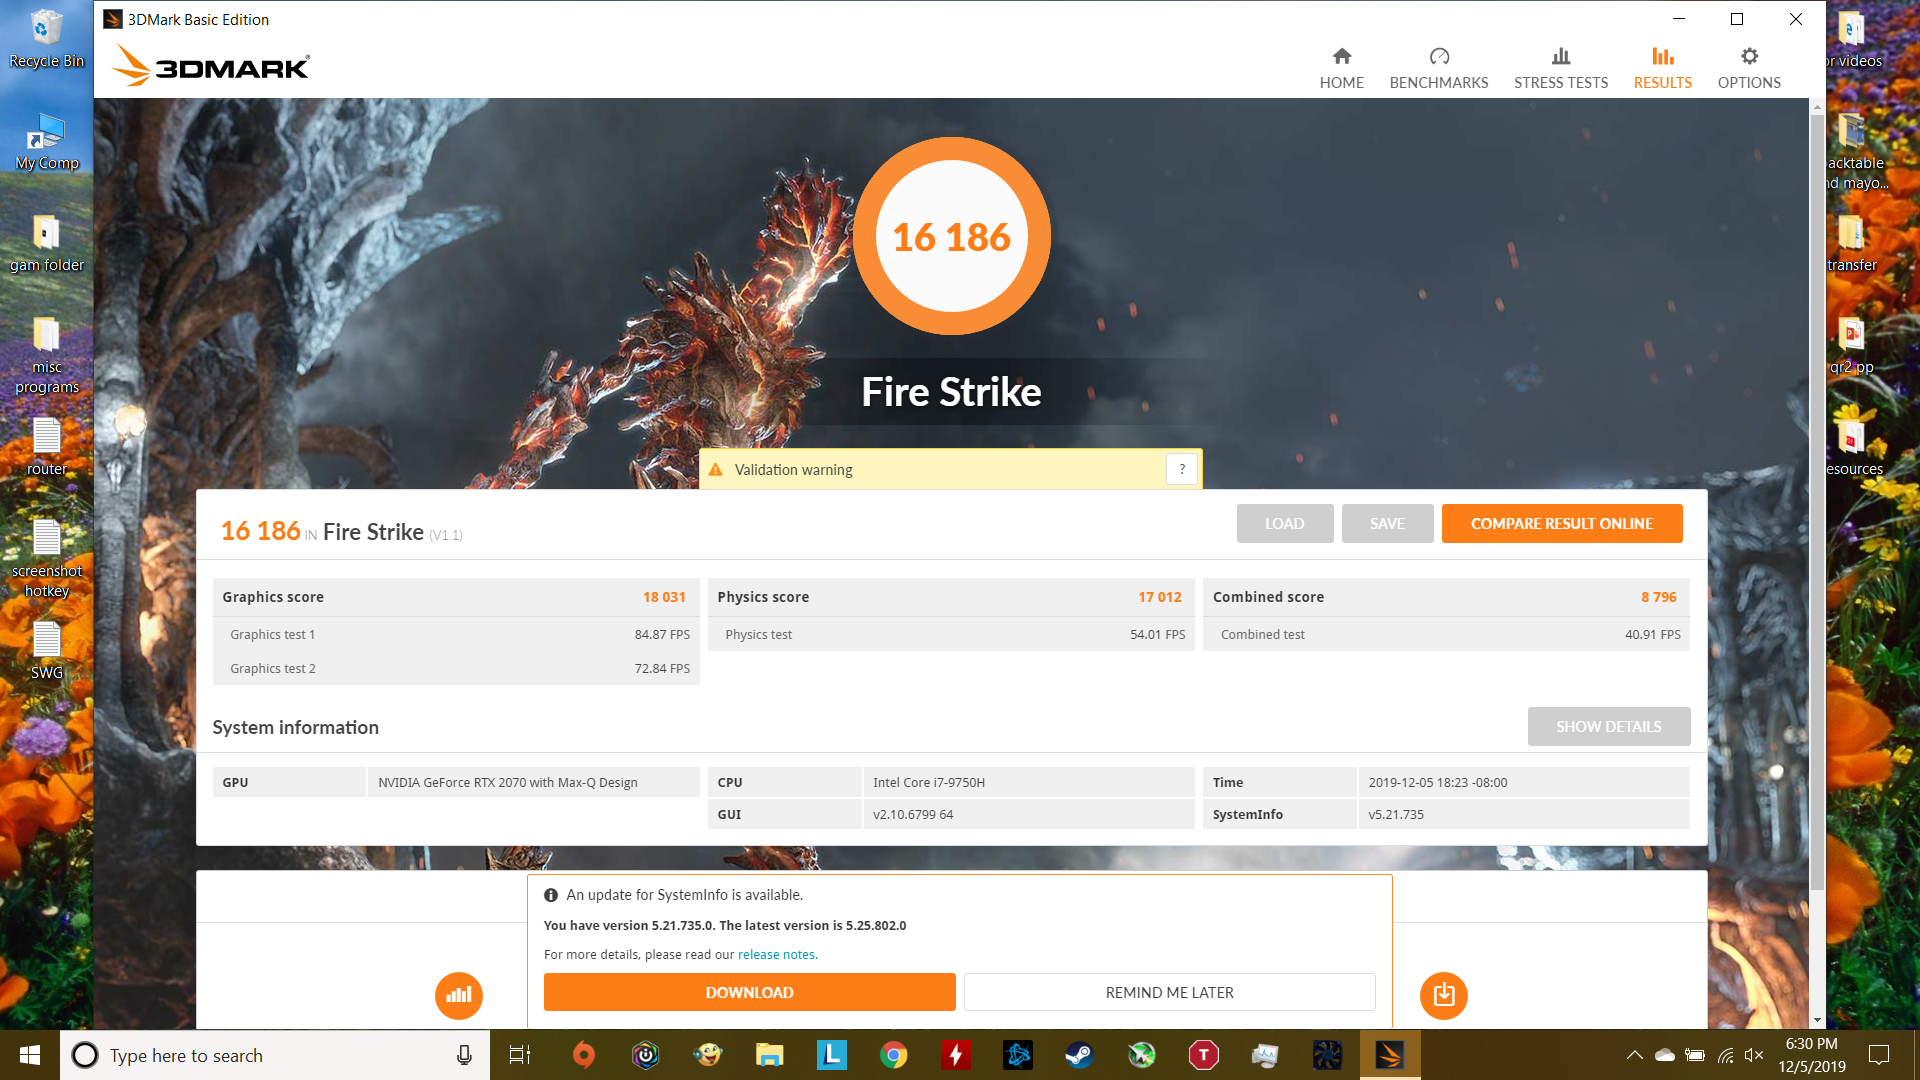 3DMark Basic Edition
3DMARK®
HOME
BENCHMARKS
STRESS TESTS
RESULTS
OPTIONS
Recycle Bin
My Comp
gam folder
misc
programs
router
screenshot
hotkey
SWG
or videos
packtable
nd mayo...
transfer
qr2 pp
esources
16 186
Fire Strike
Validation warning
?
16 186 IN Fire Strike (V1.1)
LOAD
SAVE
COMPARE RESULT ONLINE
Graphics score 18 031
Graphics test 1 84.87 FPS
Graphics test 2 72.84 FPS
Physics score 17 012
Physics test 54.01 FPS
Combined score 8 796
Combined test 40.91 FPS
System information
SHOW DETAILS
GPU NVIDIA GeForce RTX 2070 with Max-Q Design
CPU Intel Core i7-9750H
GUI v2.10.6799 64
Time 2019-12-05 18:23 -08:00
SystemInfo v5.21.735
An update for SystemInfo is available.
You have version 5.21.735.0. The latest version is 5.25.802.0
For more details, please read our release notes.
DOWNLOAD
REMIND ME LATER
Type here to search
L
T
6:30 PM
12/5/2019